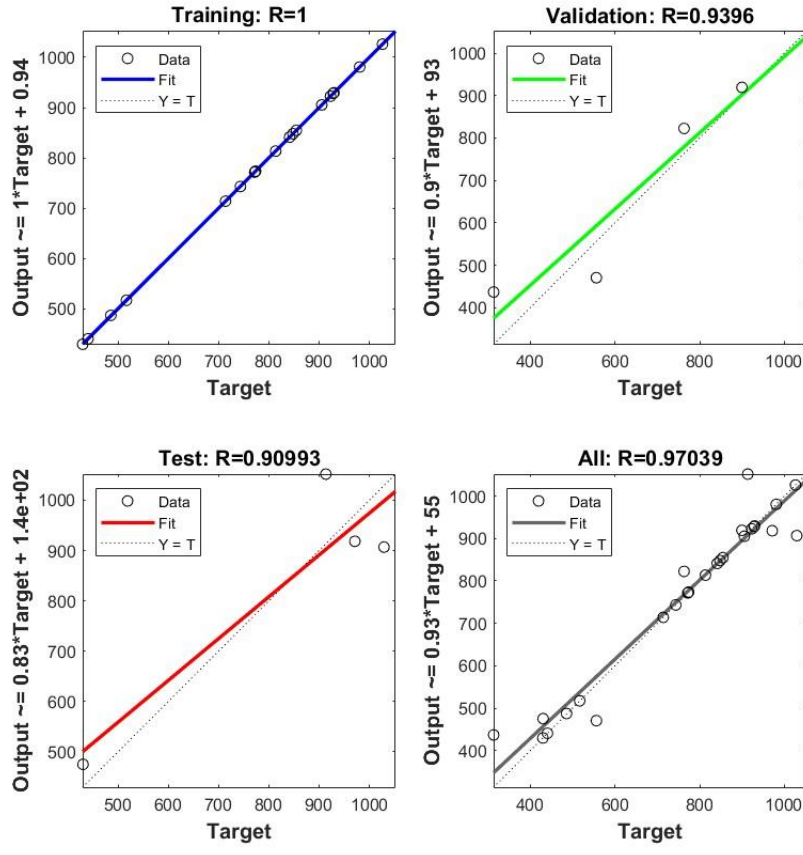 Training: R=1
Output ~= 1*Target + 0.94
1000
900
800
700
600
500
Data
Fit
Y = T
500 600 700 800 900 1000
Target
Validation: R=0.9396
Output ~= 0.9*Target + 93
1000
900
800
700
600
500
400
Data
Fit
Y = T
400 600 800 1000
Target
Test: R=0.90993
Output ~= 0.83*Target + 1.4e+02
1000
900
800
700
600
500
Data
Fit
Y = T
500 600 700 800 900 1000
Target
All: R=0.97039
Output ~= 0.93*Target + 55
1000
900
800
700
600
500
400
Data
Fit
Y = T
400 600 800 1000
Target